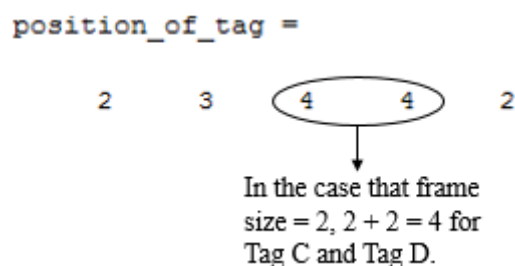 position_of_tag =
2 3 4 4 2
In the case that frame
size = 2, 2 + 2 = 4 for
Tag C and Tag D.